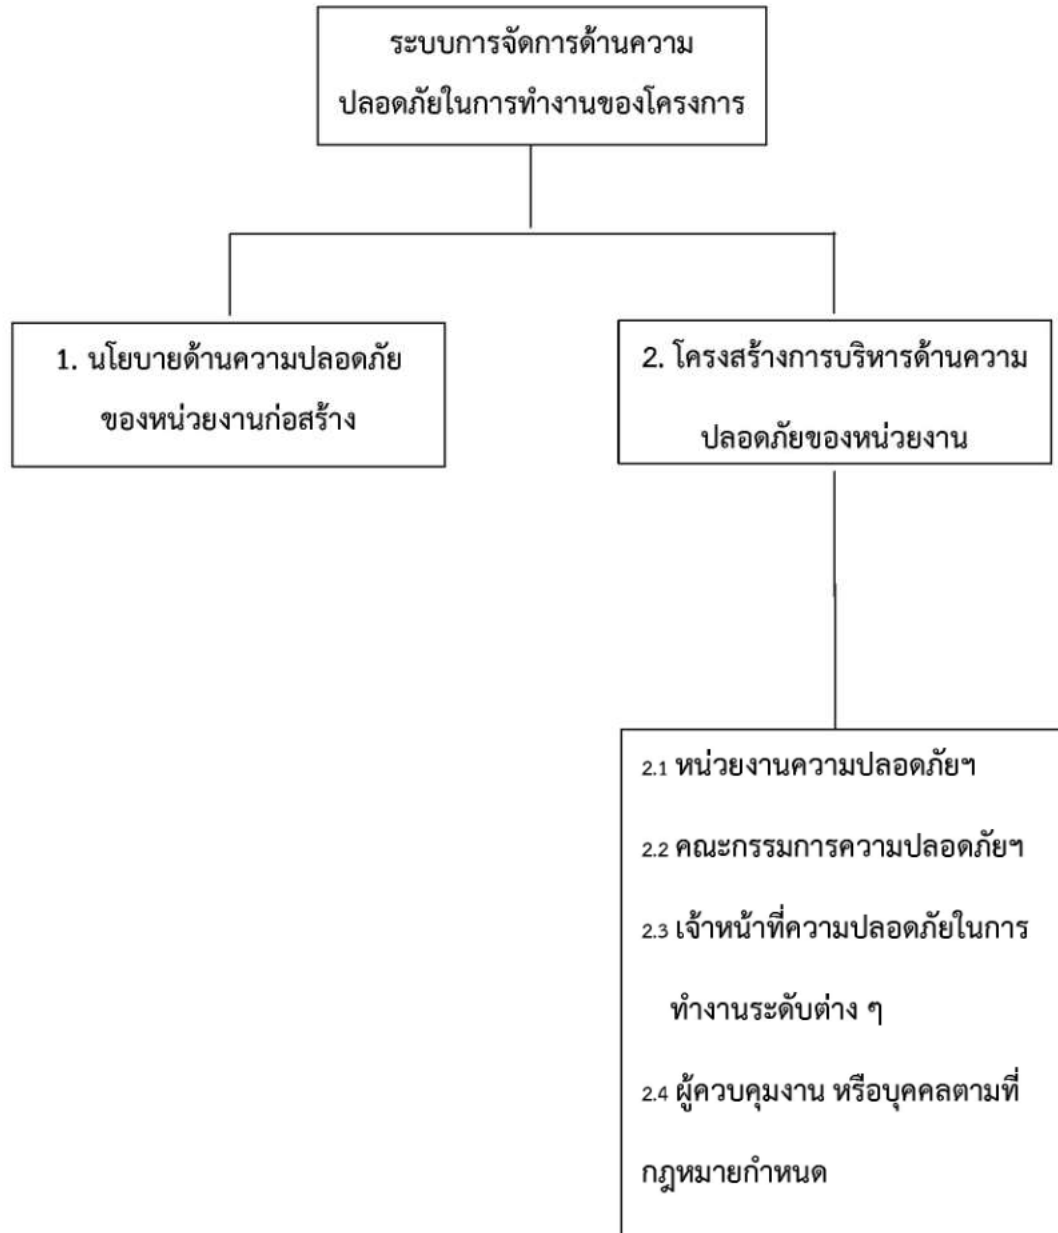 ระบบการจัดการด้านความ
ปลอดภัยในการทำงานของโครงการ
1. นโยบายด้านความปลอดภัย
ของหน่วยงานก่อสร้าง
2. โครงสร้างการบริหารด้านความ
ปลอดภัยของหน่วยงาน
2.1 หน่วยงานความปลอดภัยฯ
2.2 คณะกรรมการความปลอดภัยฯ
2.3 เจ้าหน้าที่ความปลอดภัยในการ
ทำงานระดับต่าง ๆ
2.4 ผู้ควบคุมงาน หรือบุคคลตามที่
กฎหมายกำหนด